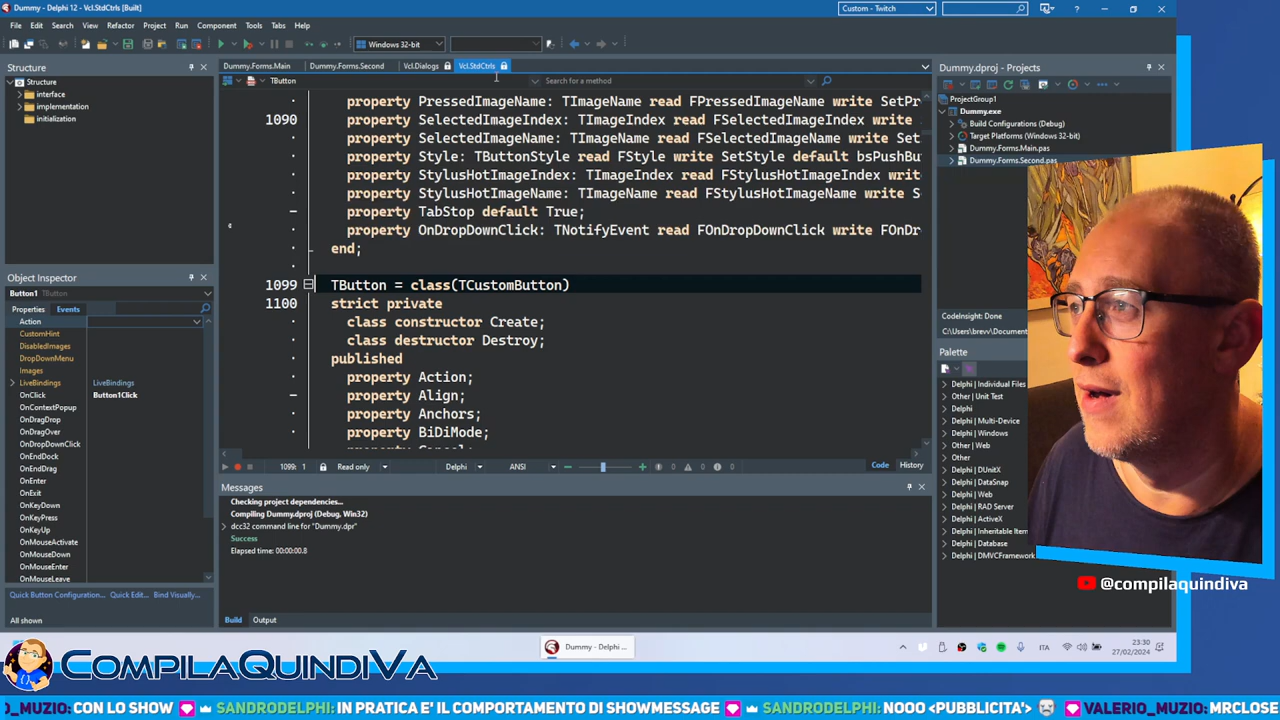 Dummy - Delphi 12 - Vcl.StdCtrls [Built]
Custom - Twitch
File Edit Search View Refactor Project Run Component Tools Tabs Help
Windows 32-bit
Structure
Structure
interface
implementation
initialization
Dummy.Forms.Main Dummy.Forms.Second Vcl.Dialogs Vcl.StdCtrls
TButton Search for a method
property PressedImageName: TImageName read FPressedImageName write SetPr
1090 property SelectedImageIndex: TImageIndex read FSelectedImageIndex write
property SelectedImageName: TImageName read FSelectedImageName write Set
property Style: TButtonStyle read FStyle write SetStyle default bsPushBu
property StylusHotImageIndex: TImageIndex read FStylusHotImageIndex writ
property StylusHotImageName: TImageName read FStylusHotImageName write S
property TabStop default True;
property OnDropDownClick: TNotifyEvent read FOnDropDownClick write FOnDr
end;
1099 TButton = class(TCustomButton)
1100 strict private
class constructor Create;
class destructor Destroy;
published
property Action;
property Align;
property Anchors;
property BiDiMode;
1099: 1 Read only Delphi ANSI 0 0 0 Code History
Object Inspector
Button1 TButton
Properties Events
Action
CustomHint
DisabledImages
DropDownMenu
Images
LiveBindings LiveBindings
OnClick Button1Click
OnContextPopup
OnDragDrop
OnDragOver
OnDropDownClick
OnEndDock
OnEndDrag
OnEnter
OnExit
OnKeyDown
OnKeyPress
OnKeyUp
OnMouseActivate
OnMouseDown
OnMouseEnter
OnMouseLeave
Quick Button Configuration... Quick Edit... Bind Visually...
All shown
Messages
Checking project dependencies...
Compiling Dummy.dproj (Debug, Win32)
dcc32 command line for "Dummy.dpr"
Success
Elapsed time: 00:00:00.8
Build Output
Dummy.dproj - Projects
ProjectGroup1
Dummy.exe
Build Configurations (Debug)
Target Platforms (Windows 32-bit)
Dummy.Forms.Main.pas
Dummy.Forms.Second.pas
CodeInsight: Done
C:\Users\brevv\Document
Palette
Delphi | Individual Files
Other | Unit Test
Delphi
Delphi | Multi-Device
Delphi | Windows
Other | Web
Other
Delphi | DUnitX
Delphi | DataSnap
Delphi | Web
Delphi | RAD Server
Delphi | ActiveX
Delphi | Inheritable Item
Delphi | Database
Delphi | DMVCFramework
@compilaquindiva
Dummy - Delphi ...
ITA
23:30
27/02/2024
COMPILAQUINDIVA
O_MUZIO: CON LO SHOW SANDRODELPHI: IN PRATICA E' IL COMPORTAMENTO DI SHOWMESSAGE SANDRODELPHI: NOOO <PUBBLICITA'> VALERIO_MUZIO: MRCLOSE